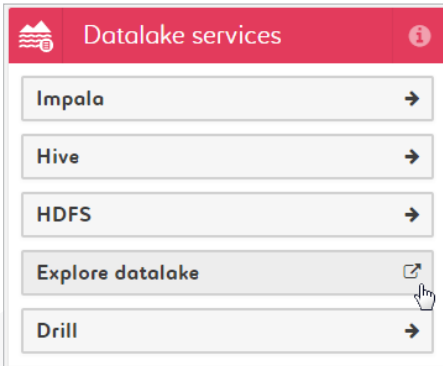 Datalake services
Impala
Hive
HDFS
Explore datalake
Drill